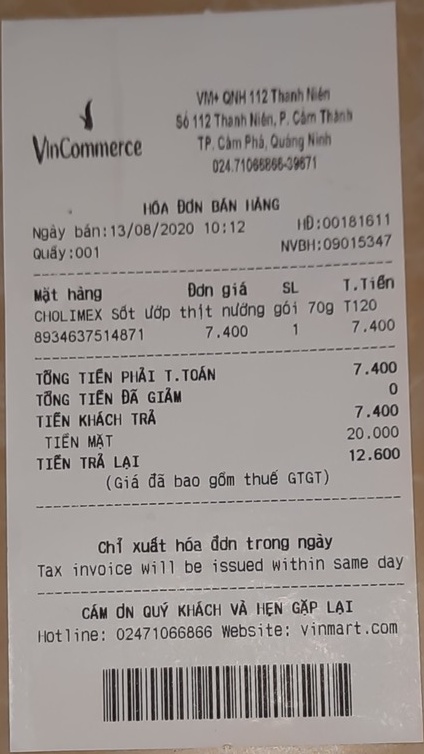 VinCommerce
VM+ QNH 112 Thanh Niên
Số 112 Thanh Niên, P. Cẩm Thành
TP. Cẩm Phả, Quảng Ninh
024.71066866-39671
HÓA ĐƠN BÁN HÀNG
Ngày bán:13/08/2020 10:12 HĐ:00181611
Quầy:001 NVBH:09015347
Mặt hàng Đơn giá SL T.Tiền
CHOLIMEX Sốt ướp thịt nướng gói 70g T120
8934637514871 7.400 1 7.400
TỔNG TIỀN PHẢI T.TOÁN 7.400
TỔNG TIỀN ĐÃ GIẢM 0
TIỀN KHÁCH TRẢ 7.400
TIỀN MẶT 20.000
TIỀN TRẢ LẠI 12.600
(Giá đã bao gồm thuế GTGT)
Chỉ xuất hóa đơn trong ngày
Tax invoice will be issued within same day
CẢM ƠN QUÝ KHÁCH VÀ HẸN GẶP LẠI
Hotline: 02471066866 Website: vinmart.com